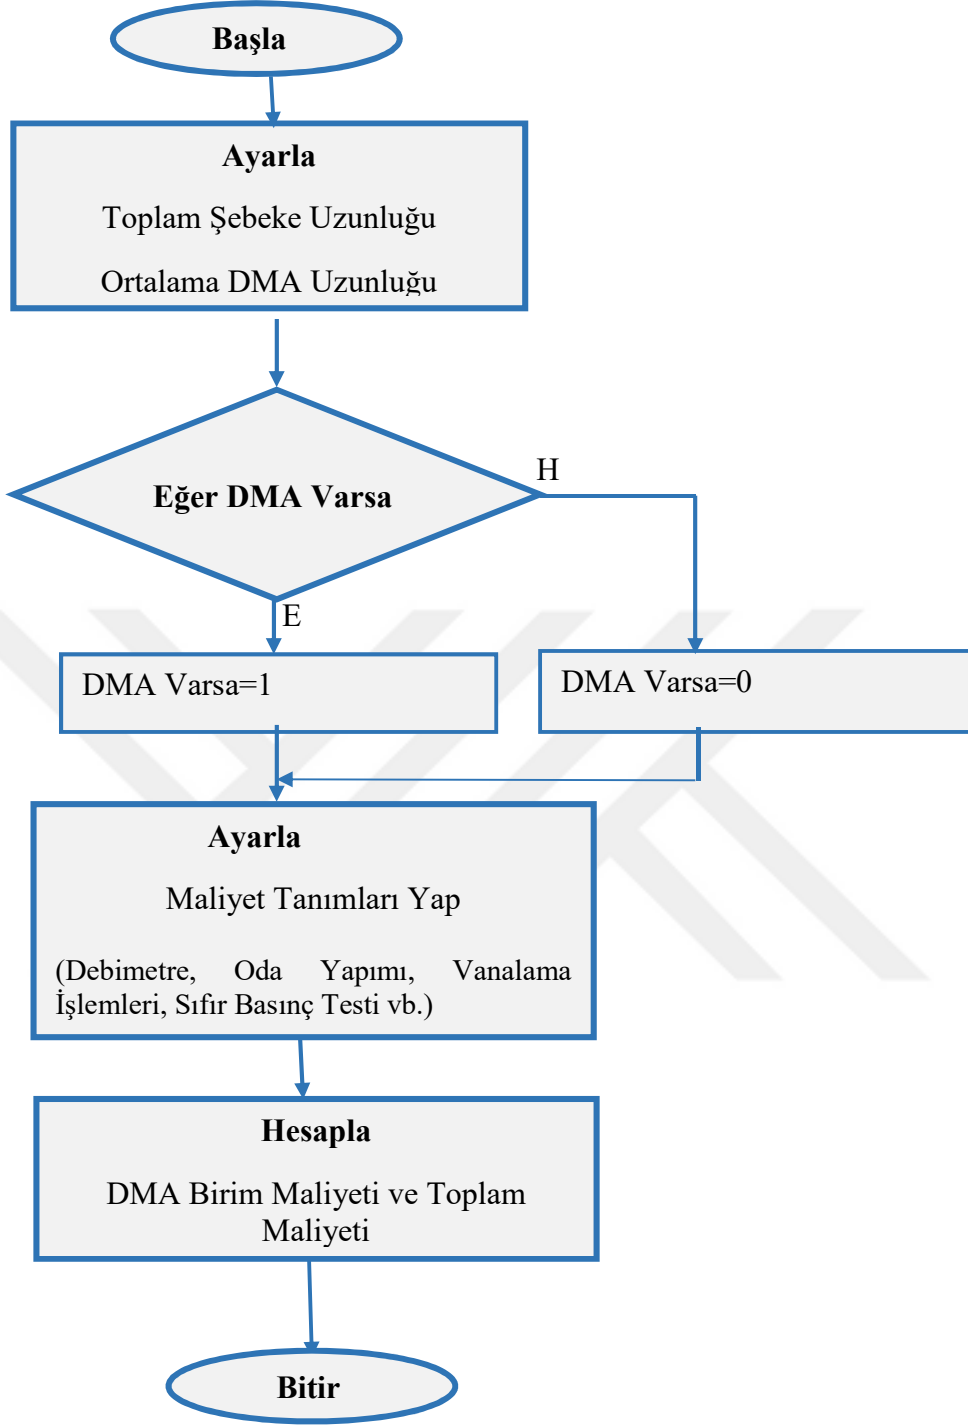 Başla
Ayarla
Toplam Şebeke Uzunluğu
Ortalama DMA Uzunluğu
Eğer DMA Varsa
H
E
DMA Varsa=1
DMA Varsa=0
Ayarla
Maliyet Tanımları Yap
(Debimetre, Oda Yapımı, Vanalama
İşlemleri, Sıfır Basınç Testi vb.)
Hesapla
DMA Birim Maliyeti ve Toplam
Maliyeti
Bitir